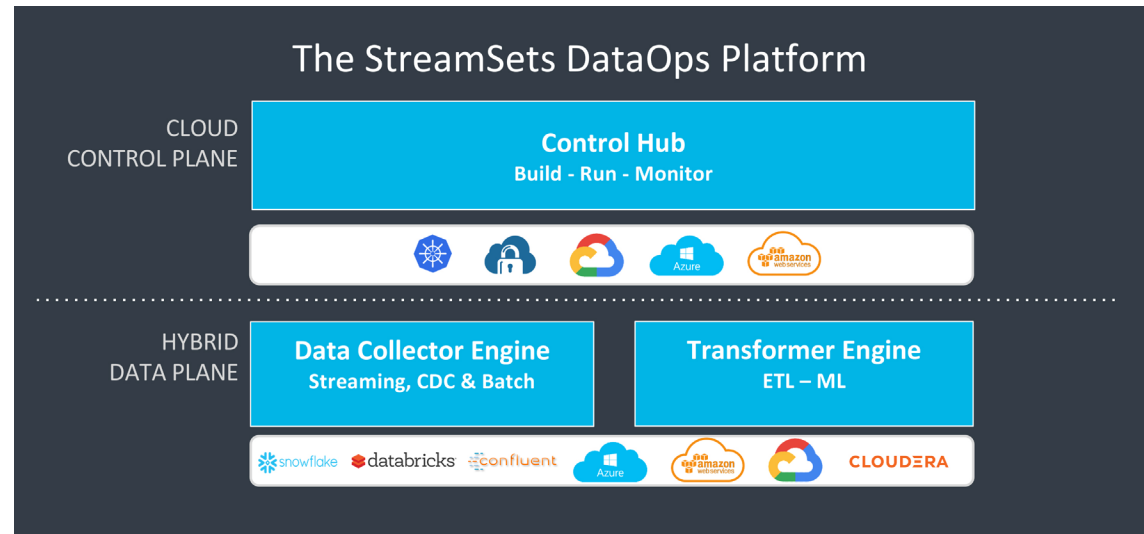 The StreamSets DataOps Platform
CLOUD
CONTROL PLANE
Control Hub
Build - Run - Monitor
Azure
amazon
web services
HYBRID
DATA PLANE
Data Collector Engine
Streaming, CDC & Batch
Transformer Engine
ETL – ML
snowflake
databricks
confluent
Azure
amazon
web services
CLOUDERA